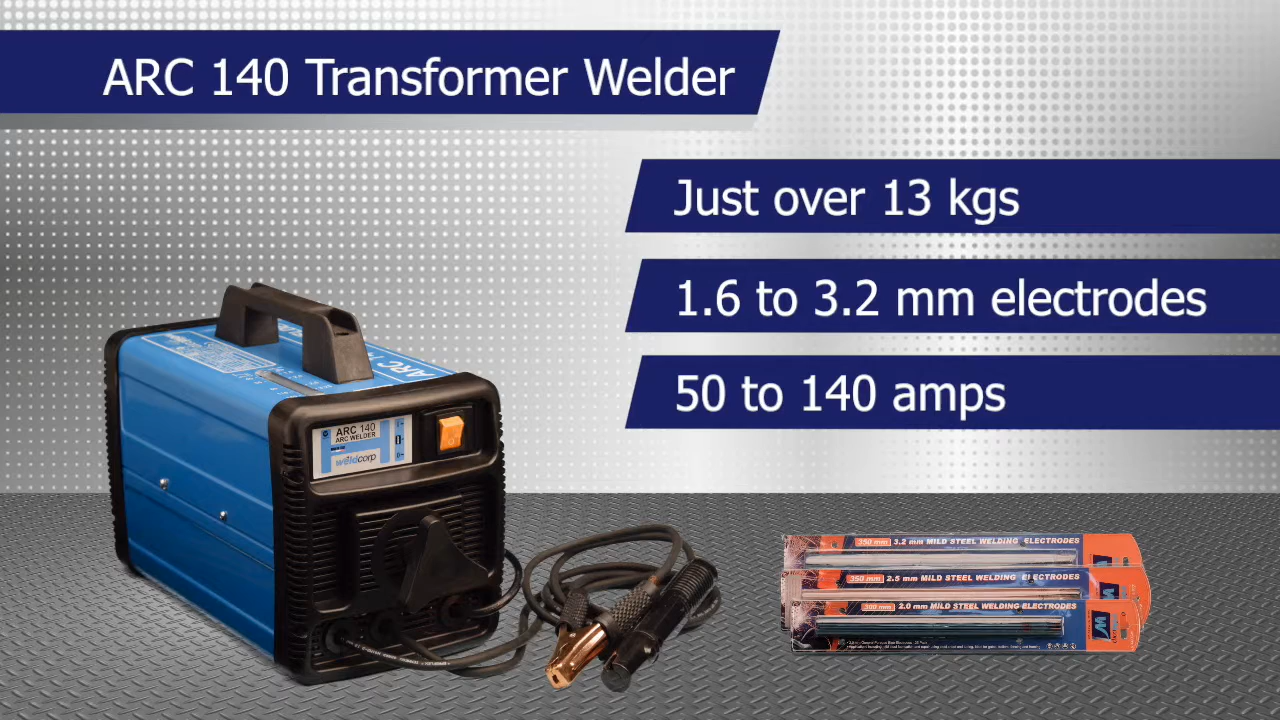 ARC 140 Transformer Welder
Just over 13 kgs
1.6 to 3.2 mm electrodes
50 to 140 amps
ARC 140
ARC WELDER
weldcorp
350 mm 3.2 mm MILD STEEL WELDING ELECTRODES
350 mm 2.5 mm MILD STEEL WELDING ELECTRODES
300 mm 2.0 mm MILD STEEL WELDING ELECTRODES